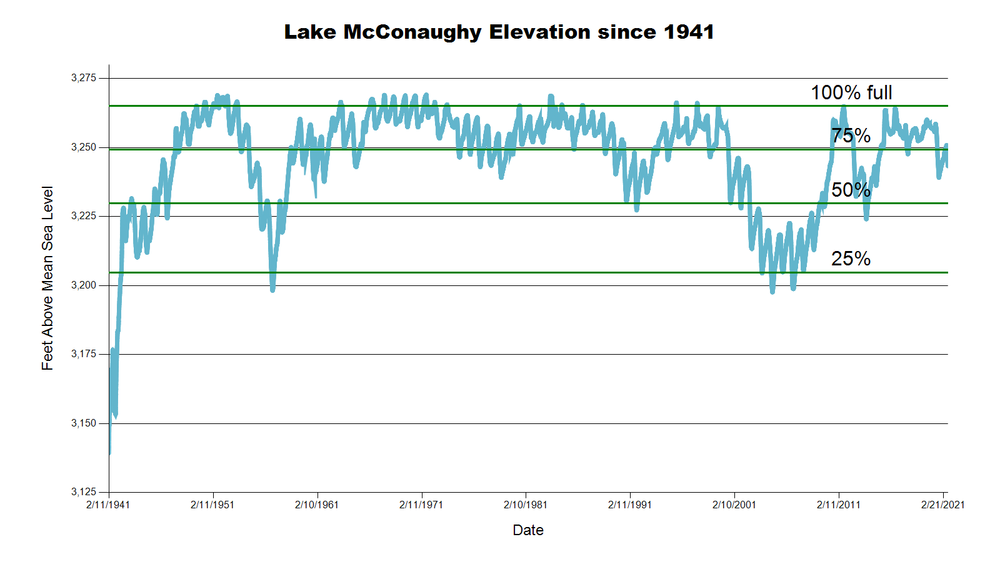 Lake McConaughy Elevation since 1941
3,275
100% full
3,250
75%
50%
3,225
25%
3,200
3,175
3,150
3,125
Feet Above Mean Sea Level
2/11/1941 2/11/1951 2/10/1961 2/11/1971 2/10/1981 2/11/1991 2/10/2001 2/11/2011 2/21/2021
Date